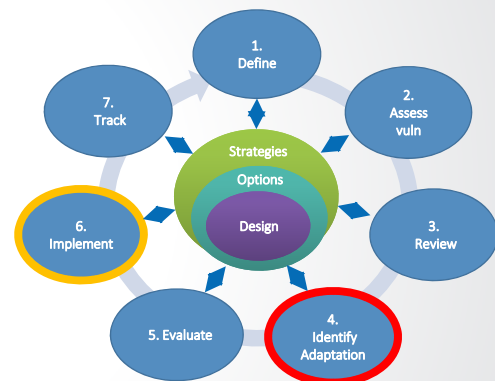 1.
Define
2.
Assess
vuln
3.
Review
4.
Identify
Adaptation
5. Evaluate
6.
Implement
7.
Track
Strategies
Options
Design